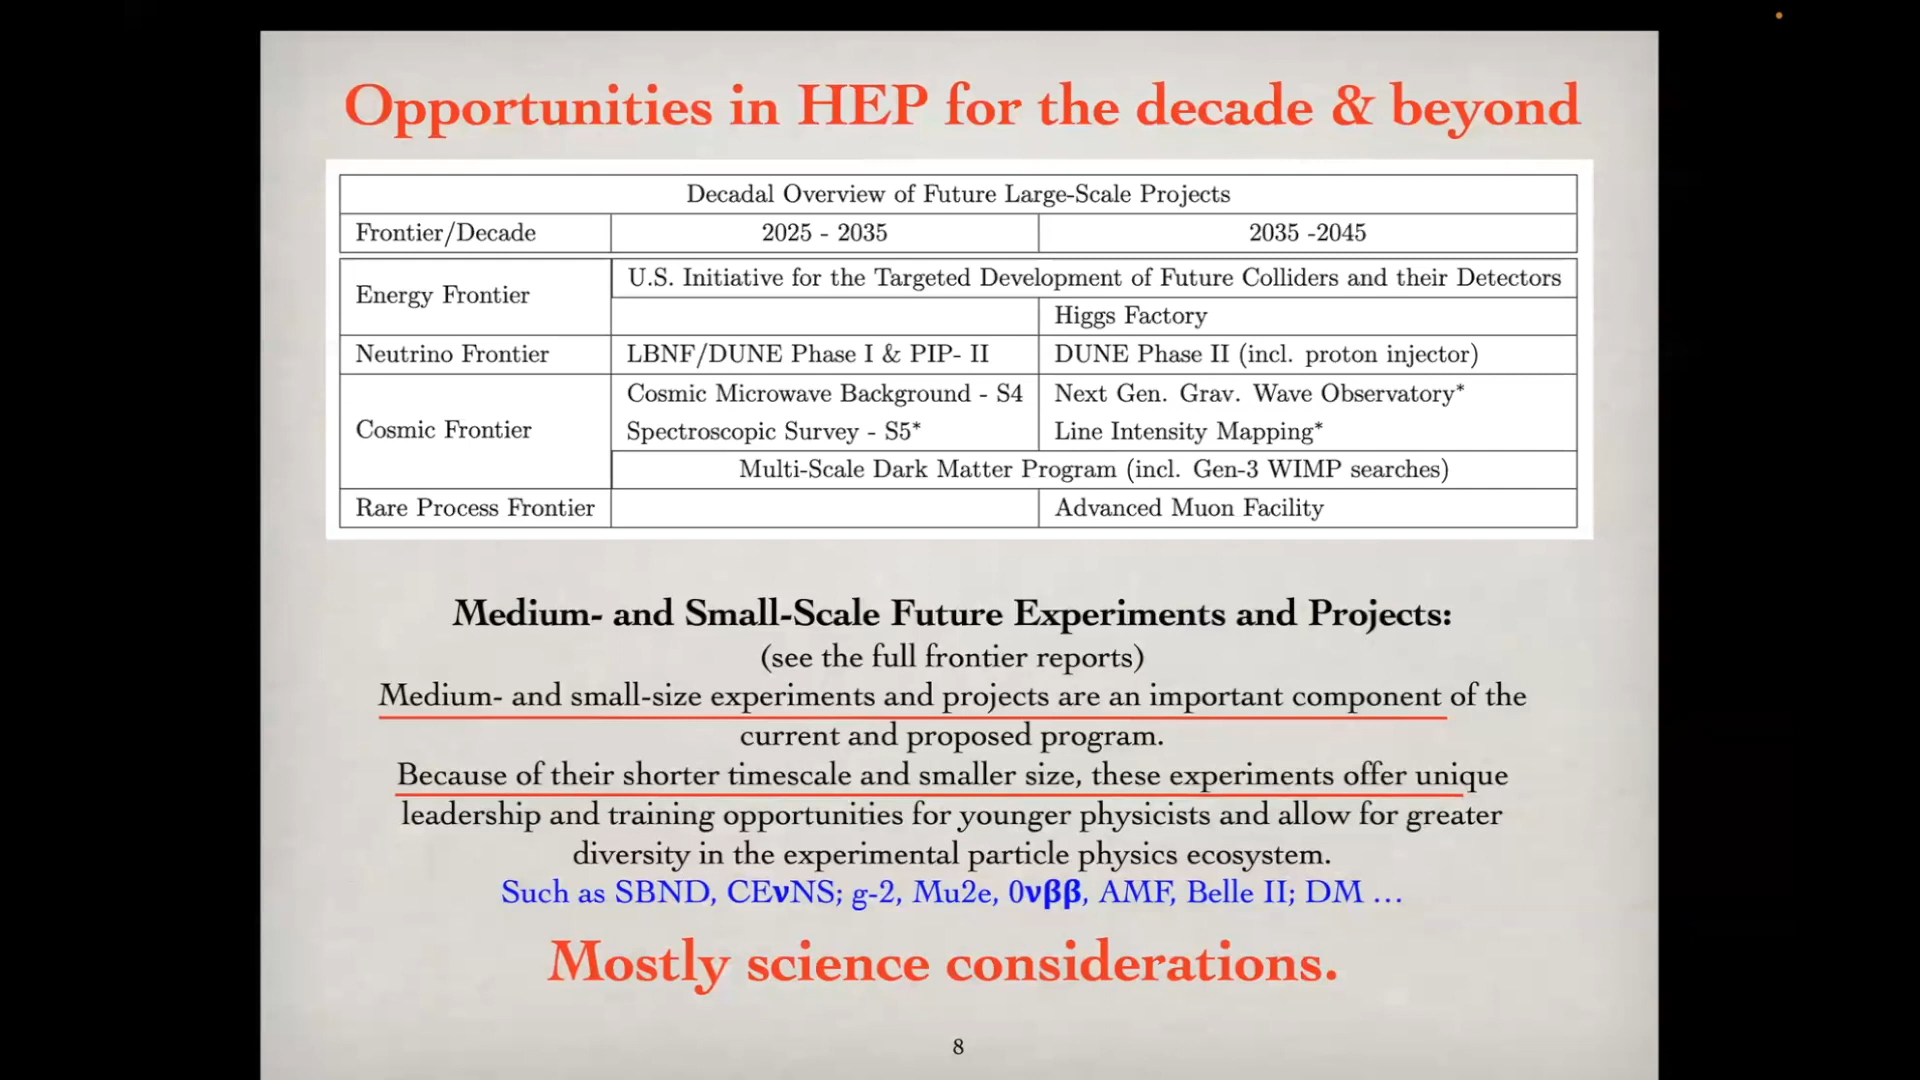 Opportunities in HEP for the decade & beyond
Decadal Overview of Future Large-Scale Projects
Frontier/Decade 2025 - 2035 2035 -2045
Energy Frontier
U.S. Initiative for the Targeted Development of Future Colliders and their Detectors
Higgs Factory
Neutrino Frontier LBNF/DUNE Phase I & PIP- II DUNE Phase II (incl. proton injector)
Cosmic Frontier
Cosmic Microwave Background - S4 Next Gen. Grav. Wave Observatory*
Spectroscopic Survey - S5* Line Intensity Mapping*
Multi-Scale Dark Matter Program (incl. Gen-3 WIMP searches)
Rare Process Frontier Advanced Muon Facility
Medium- and Small-Scale Future Experiments and Projects:
(see the full frontier reports)
Medium- and small-size experiments and projects are an important component of the
current and proposed program.
Because of their shorter timescale and smaller size, these experiments offer unique
leadership and training opportunities for younger physicists and allow for greater
diversity in the experimental particle physics ecosystem.
Such as SBND, CEνNS; g-2, Mu2e, 0νββ, AMF, Belle II; DM …
Mostly science considerations.
8